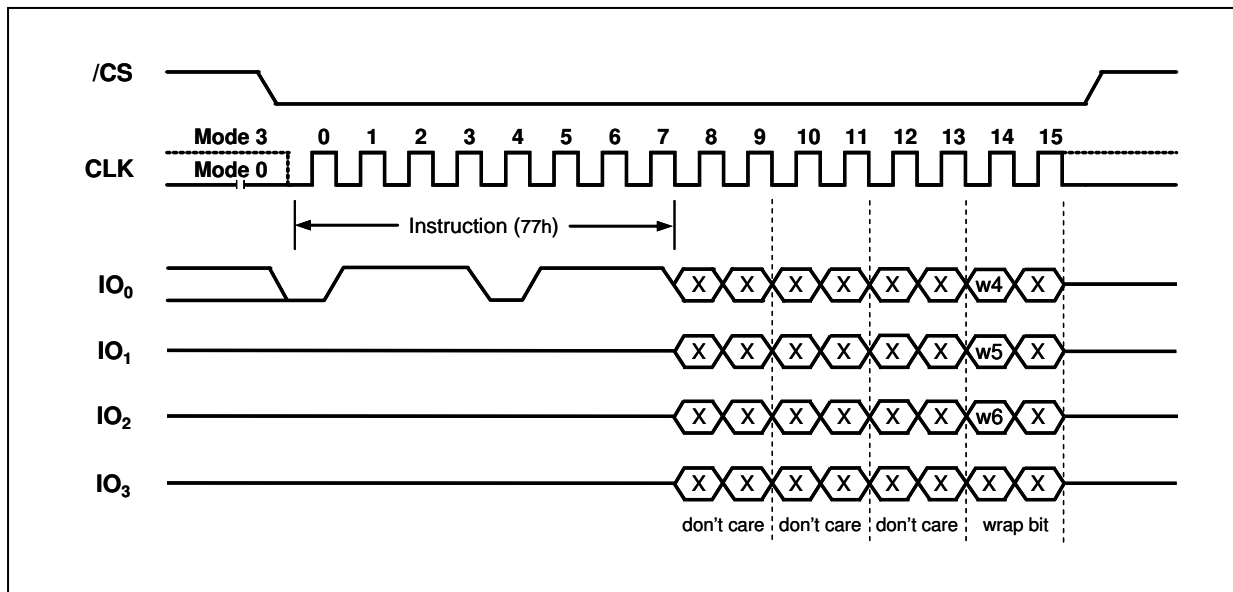 /CS
Mode 3 0 1 2 3 4 5 6 7 8 9 10 11 12 13 14 15
CLK Mode 0
Instruction (77h)
IO0 X X X X X X w4 X
IO1 X X X X X X w5 X
IO2 X X X X X X w6 X
IO3 X X X X X X X X
don't care don't care don't care wrap bit